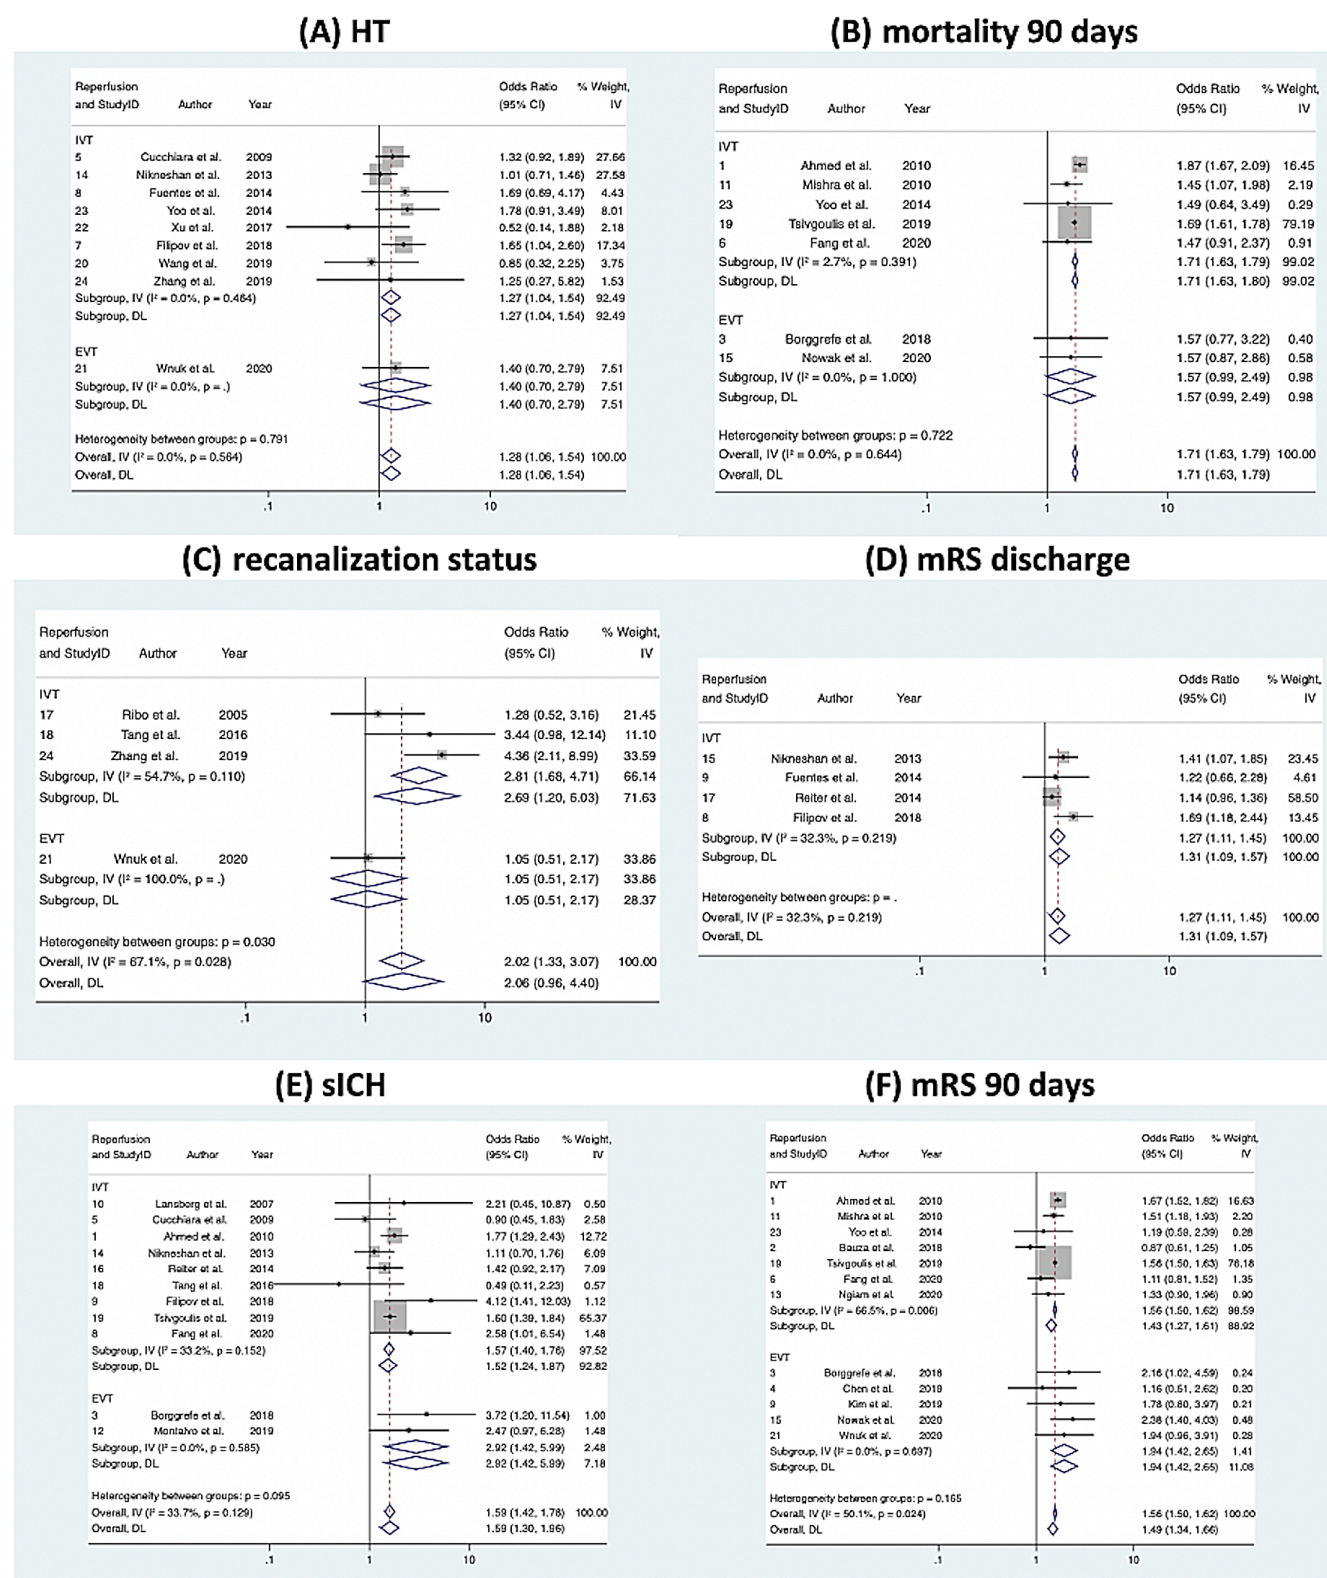 (A) HT
Reperfusion Odds Ratio % Weight,
and StudyID Author Year (95% CI) IV
IVT
5 Cucchiara et al. 2009 1.32 (0.92, 1.89) 27.66
14 Nikneshan et al. 2013 1.01 (0.71, 1.46) 27.58
8 Fuentes et al. 2014 1.69 (0.69, 4.17) 4.43
23 Yoo et al. 2014 1.78 (0.91, 3.49) 8.01
22 Xu et al. 2017 0.52 (0.14, 1.88) 2.18
7 Filipov et al. 2018 1.65 (1.04, 2.60) 17.34
20 Wang et al. 2019 0.85 (0.32, 2.25) 3.75
24 Zhang et al. 2019 1.25 (0.27, 5.82) 1.53
Subgroup, IV (I² = 0.0%, p = 0.464) 1.27 (1.04, 1.54) 92.49
Subgroup, DL 1.27 (1.04, 1.54) 92.49
EVT
21 Wnuk et al. 2020 1.40 (0.70, 2.79) 7.51
Subgroup, IV (I² = 0.0%, p = .) 1.40 (0.70, 2.79) 7.51
Subgroup, DL 1.40 (0.70, 2.79) 7.51
Heterogeneity between groups: p = 0.791
Overall, IV (I² = 0.0%, p = 0.564) 1.28 (1.06, 1.54) 100.00
Overall, DL 1.28 (1.06, 1.54)
.1 1 10
(B) mortality 90 days
Reperfusion Odds Ratio % Weight,
and StudyID Author Year (95% CI) IV
IVT
1 Ahmed et al. 2010 1.87 (1.67, 2.09) 16.45
11 Mishra et al. 2010 1.45 (1.07, 1.98) 2.19
23 Yoo et al. 2014 1.49 (0.64, 3.49) 0.29
19 Tsivgoulis et al. 2019 1.69 (1.61, 1.78) 79.19
6 Fang et al. 2020 1.47 (0.91, 2.37) 0.91
Subgroup, IV (I² = 2.7%, p = 0.391) 1.71 (1.63, 1.79) 99.02
Subgroup, DL 1.71 (1.63, 1.80) 99.02
EVT
3 Borggrefe et al. 2018 1.57 (0.77, 3.22) 0.40
15 Nowak et al. 2020 1.57 (0.87, 2.86) 0.58
Subgroup, IV (I² = 0.0%, p = 1.000) 1.57 (0.99, 2.49) 0.98
Subgroup, DL 1.57 (0.99, 2.49) 0.98
Heterogeneity between groups: p = 0.722
Overall, IV (I² = 0.0%, p = 0.644) 1.71 (1.63, 1.79) 100.00
Overall, DL 1.71 (1.63, 1.79)
.1 1 10
(C) recanalization status
Reperfusion Odds Ratio % Weight,
and StudyID Author Year (95% CI) IV
IVT
17 Ribo et al. 2005 1.28 (0.52, 3.16) 21.45
18 Tang et al. 2016 3.44 (0.98, 12.14) 11.10
24 Zhang et al. 2019 4.36 (2.11, 8.99) 33.59
Subgroup, IV (I² = 54.7%, p = 0.110) 2.81 (1.68, 4.71) 66.14
Subgroup, DL 2.69 (1.20, 6.03) 71.63
EVT
21 Wnuk et al. 2020 1.05 (0.51, 2.17) 33.86
Subgroup, IV (I² = 100.0%, p = .) 1.05 (0.51, 2.17) 33.86
Subgroup, DL 1.05 (0.51, 2.17) 28.37
Heterogeneity between groups: p = 0.030
Overall, IV (I² = 67.1%, p = 0.028) 2.02 (1.33, 3.07) 100.00
Overall, DL 2.06 (0.96, 4.40)
.1 1 10
(D) mRS discharge
Reperfusion Odds Ratio % Weight,
and StudyID Author Year (95% CI) IV
IVT
15 Nikneshan et al. 2013 1.41 (1.07, 1.85) 23.45
9 Fuentes et al. 2014 1.22 (0.66, 2.28) 4.61
17 Reiter et al. 2014 1.14 (0.96, 1.36) 58.50
8 Filipov et al. 2018 1.69 (1.18, 2.44) 13.45
Subgroup, IV (I² = 32.3%, p = 0.219) 1.27 (1.11, 1.45) 100.00
Subgroup, DL 1.31 (1.09, 1.57) 100.00
Heterogeneity between groups: p = .
Overall, IV (I² = 32.3%, p = 0.219) 1.27 (1.11, 1.45) 100.00
Overall, DL 1.31 (1.09, 1.57)
.1 1 10
(E) sICH
Reperfusion Odds Ratio % Weight,
and StudyID Author Year (95% CI) IV
IVT
10 Lansberg et al. 2007 2.21 (0.45, 10.87) 0.50
5 Cucchiara et al. 2009 0.90 (0.45, 1.83) 2.58
1 Ahmed et al. 2010 1.77 (1.29, 2.43) 12.72
14 Nikneshan et al. 2013 1.11 (0.70, 1.76) 6.09
16 Reiter et al. 2014 1.42 (0.92, 2.17) 7.09
18 Tang et al. 2016 0.49 (0.11, 2.23) 0.57
9 Filipov et al. 2018 4.12 (1.41, 12.03) 1.12
19 Tsivgoulis et al. 2019 1.60 (1.39, 1.84) 65.37
8 Fang et al. 2020 2.58 (1.01, 6.54) 1.48
Subgroup, IV (I² = 33.2%, p = 0.152) 1.57 (1.40, 1.76) 97.52
Subgroup, DL 1.52 (1.24, 1.87) 92.82
EVT
3 Borggrefe et al. 2018 3.72 (1.20, 11.54) 1.00
12 Montalvo et al. 2019 2.47 (0.97, 6.28) 1.48
Subgroup, IV (I² = 0.0%, p = 0.585) 2.92 (1.42, 5.99) 2.48
Subgroup, DL 2.92 (1.42, 5.99) 7.18
Heterogeneity between groups: p = 0.095
Overall, IV (I² = 33.7%, p = 0.129) 1.59 (1.42, 1.78) 100.00
Overall, DL 1.59 (1.30, 1.96)
.1 1 10
(F) mRS 90 days
Reperfusion Odds Ratio % Weight,
and StudyID Author Year (95% CI) IV
IVT
1 Ahmed et al. 2010 1.67 (1.52, 1.82) 16.63
11 Mishra et al. 2010 1.51 (1.18, 1.93) 2.20
23 Yoo et al. 2014 1.19 (0.59, 2.39) 0.28
2 Bauza et al. 2018 0.87 (0.61, 1.25) 1.05
19 Tsivgoulis et al. 2019 1.56 (1.50, 1.63) 76.18
6 Fang et al. 2020 1.11 (0.81, 1.52) 1.35
13 Ngiam et al. 2020 1.33 (0.90, 1.96) 0.90
Subgroup, IV (I² = 66.5%, p = 0.006) 1.56 (1.50, 1.62) 98.59
Subgroup, DL 1.43 (1.27, 1.61) 88.92
EVT
3 Borggrefe et al. 2018 2.16 (1.02, 4.59) 0.24
4 Chen et al. 2019 1.16 (0.51, 2.62) 0.20
9 Kim et al. 2019 1.78 (0.80, 3.97) 0.21
15 Nowak et al. 2020 2.38 (1.40, 4.03) 0.48
21 Wnuk et al. 2020 1.94 (0.96, 3.91) 0.28
Subgroup, IV (I² = 0.0%, p = 0.697) 1.94 (1.42, 2.65) 1.41
Subgroup, DL 1.94 (1.42, 2.65) 11.08
Heterogeneity between groups: p = 0.165
Overall, IV (I² = 50.1%, p = 0.024) 1.56 (1.50, 1.62) 100.00
Overall, DL 1.49 (1.34, 1.66)
.1 1 10